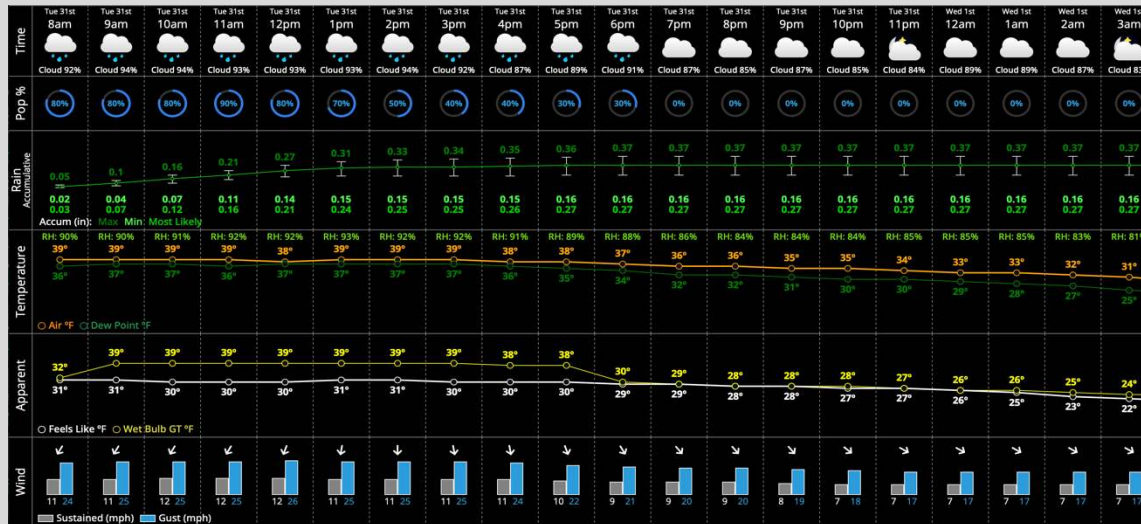 Time
Tue 31st Tue 31st Tue 31st Tue 31st Tue 31st Tue 31st Tue 31st Tue 31st Tue 31st Tue 31st Tue 31st Tue 31st Tue 31st Tue 31st Tue 31st Tue 31st Wed 1st Wed 1st Wed 1st Wed 1s
8am 9am 10am 11am 12pm 1pm 2pm 3pm 4pm 5pm 6pm 7pm 8pm 9pm 10pm 11pm 12am 1am 2am 3am
Cloud 92% Cloud 94% Cloud 94% Cloud 93% Cloud 93% Cloud 93% Cloud 94% Cloud 92% Cloud 87% Cloud 89% Cloud 91% Cloud 87% Cloud 85% Cloud 87% Cloud 85% Cloud 84% Cloud 89% Cloud 89% Cloud 87% Cloud 83
Pop %
80% 80% 80% 90% 80% 70% 50% 40% 40% 30% 30% 0% 0% 0% 0% 0% 0% 0% 0% 0%
Rain
Accumulative
0.05 0.1 0.16 0.21 0.27 0.31 0.33 0.34 0.35 0.36 0.37 0.37 0.37 0.37 0.37 0.37 0.37 0.37 0.37 0.37
0.02 0.04 0.07 0.11 0.14 0.15 0.15 0.15 0.16 0.16 0.16 0.16 0.16 0.16 0.16 0.16 0.16 0.16 0.16 0.16
0.03 0.07 0.12 0.16 0.21 0.24 0.25 0.25 0.26 0.27 0.27 0.27 0.27 0.27 0.27 0.27 0.27 0.27 0.27 0.27
Accum (in): Max Min Most Likely
Temperature
RH: 90% RH: 90% RH: 91% RH: 92% RH: 92% RH: 93% RH: 92% RH: 92% RH: 91% RH: 89% RH: 88% RH: 86% RH: 84% RH: 84% RH: 84% RH: 85% RH: 85% RH: 85% RH: 83% RH: 81%
39° 39° 39° 39° 38° 39° 39° 39° 38° 38° 37° 36° 36° 35° 35° 34° 33° 33° 32° 31°
36° 37° 37° 36° 37° 37° 37° 37° 36° 35° 34° 32° 32° 31° 30° 30° 29° 28° 27° 25°
Air °F Dew Point °F
Apparent
32° 39° 39° 39° 39° 39° 39° 39° 38° 38° 30° 29° 28° 28° 28° 27° 26° 26° 25° 24°
31° 31° 30° 30° 30° 31° 31° 30° 30° 30° 29° 29° 28° 28° 27° 27° 26° 25° 23° 22°
Feels Like °F Wet Bulb GT °F
Wind
11 24 11 25 12 25 12 25 12 26 11 25 11 25 11 25 11 24 10 22 9 21 9 20 9 20 8 19 7 18 7 17 7 17 7 17 7 17 7 17
Sustained (mph) Gust (mph)